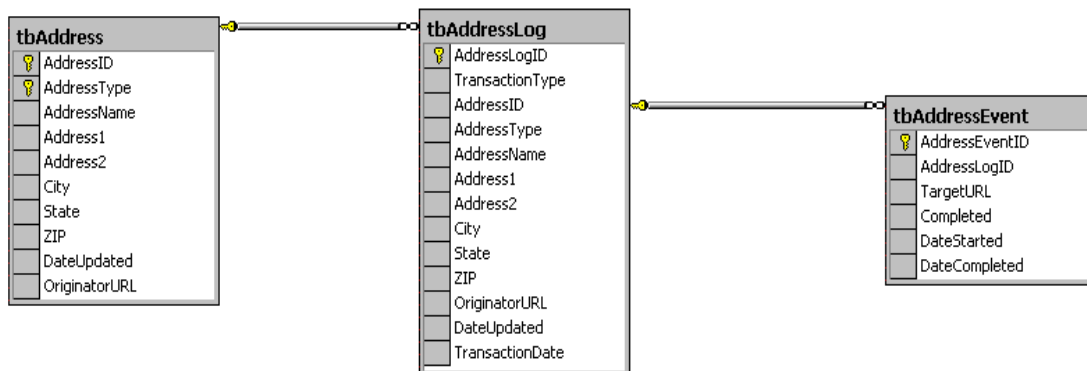 tbAddress
AddressID
AddressType
AddressName
Address1
Address2
City
State
ZIP
DateUpdated
OriginatorURL
tbAddressLog
AddressLogID
TransactionType
AddressID
AddressType
AddressName
Address1
Address2
City
State
ZIP
OriginatorURL
DateUpdated
TransactionDate
tbAddressEvent
AddressEventID
AddressLogID
TargetURL
Completed
DateStarted
DateCompleted